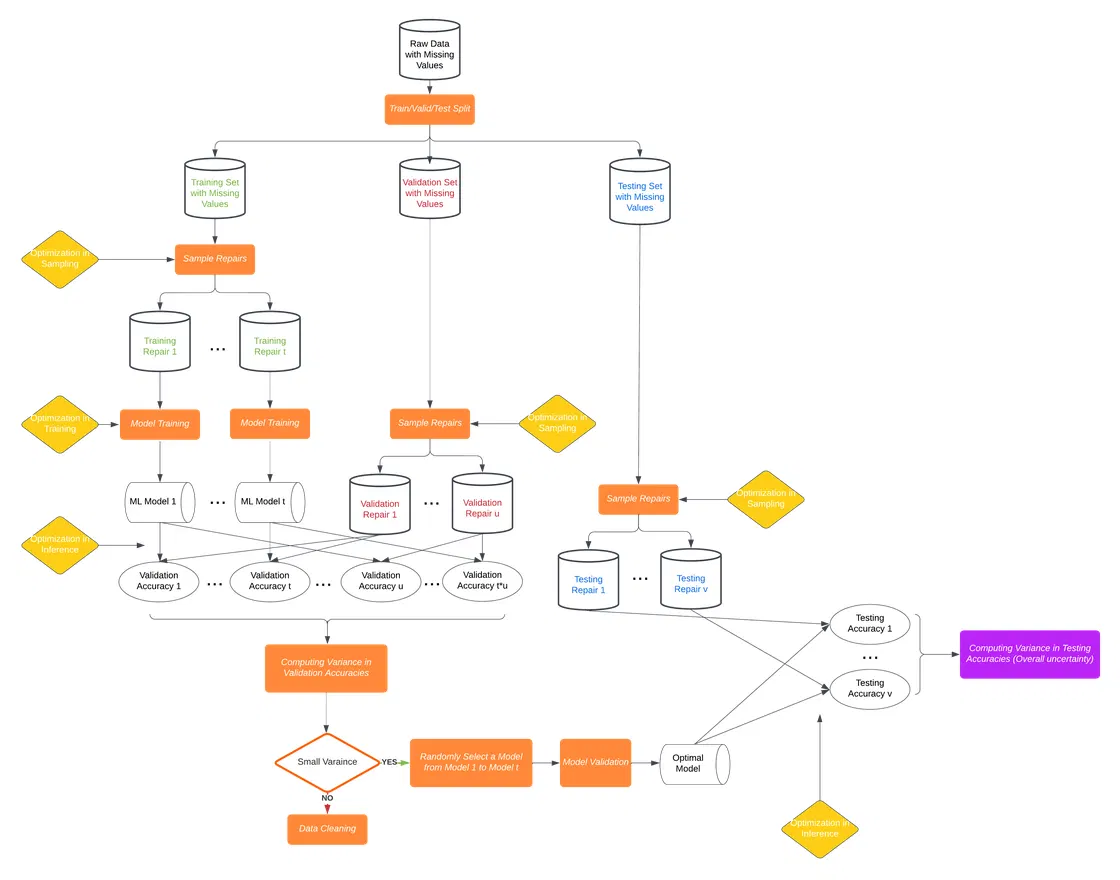 Raw Data
with Missing
Values
Train/Valid/Test Split
Training Set
with Missing
Values
Validation Set
with Missing
Values
Testing Set
with Missing
Values
Optimization in
Sampling
Sample Repairs
Training
Repair 1
...
Training
Repair t
Optimization in
Training
Model Training
Model Training
Sample Repairs
Optimization in
Sampling
ML Model 1
...
ML Model t
Validation
Repair 1
...
Validation
Repair u
Sample Repairs
Optimization in
Sampling
Optimization in
Inference
Validation
Accuracy 1
...
Validation
Accuracy t
...
Validation
Accuracy u
...
Validation
Accuracy t*u
Testing
Repair 1
...
Testing
Repair v
Testing
Accuracy 1
...
Testing
Accuracy v
Computing Variance in Testing
Accuracies (Overall uncertainty)
Computing Variance in
Validation Accuracies
Small Varaince
YES
Randomly Select a Model
from Model 1 to Model t
Model Validation
Optimal
Model
NO
Data Cleaning
Optimization in
Inference